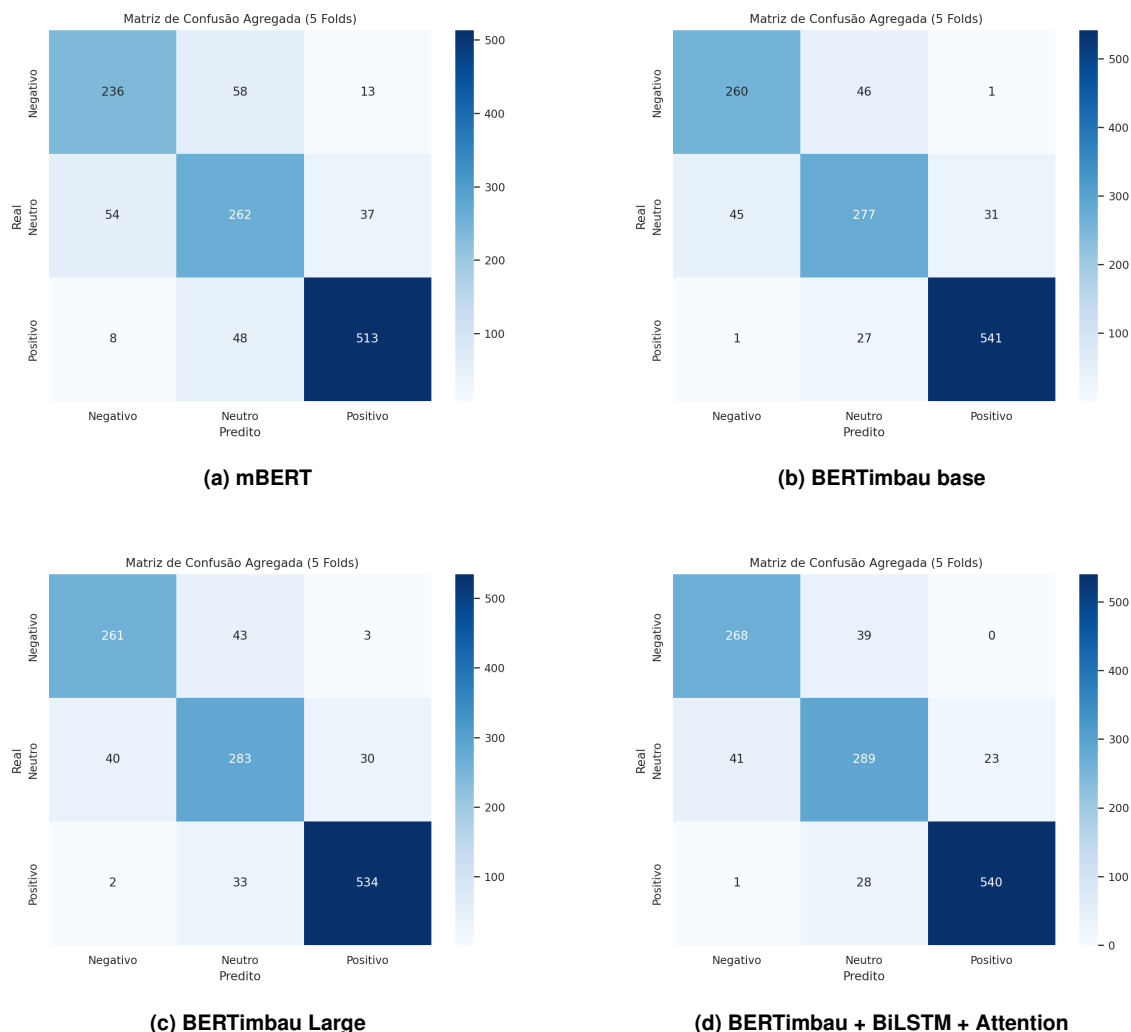 Matriz de Confusão Agregada (5 Folds)
Negativo 236 58 13
Real
Neutro 54 262 37
Positivo 8 48 513
500
400
300
200
100
Negativo Neutro Positivo
Predito
(a) mBERT
Matriz de Confusão Agregada (5 Folds)
Negativo 260 46 1
Real
Neutro 45 277 31
Positivo 1 27 541
500
400
300
200
100
Negativo Neutro Positivo
Predito
(b) BERTimbau base
Matriz de Confusão Agregada (5 Folds)
Negativo 261 43 3
Real
Neutro 40 283 30
Positivo 2 33 534
500
400
300
200
100
Negativo Neutro Positivo
Predito
(c) BERTimbau Large
Matriz de Confusão Agregada (5 Folds)
Negativo 268 39 0
Real
Neutro 41 289 23
Positivo 1 28 540
500
400
300
200
100
0
Negativo Neutro Positivo
Predito
(d) BERTimbau + BiLSTM + Attention